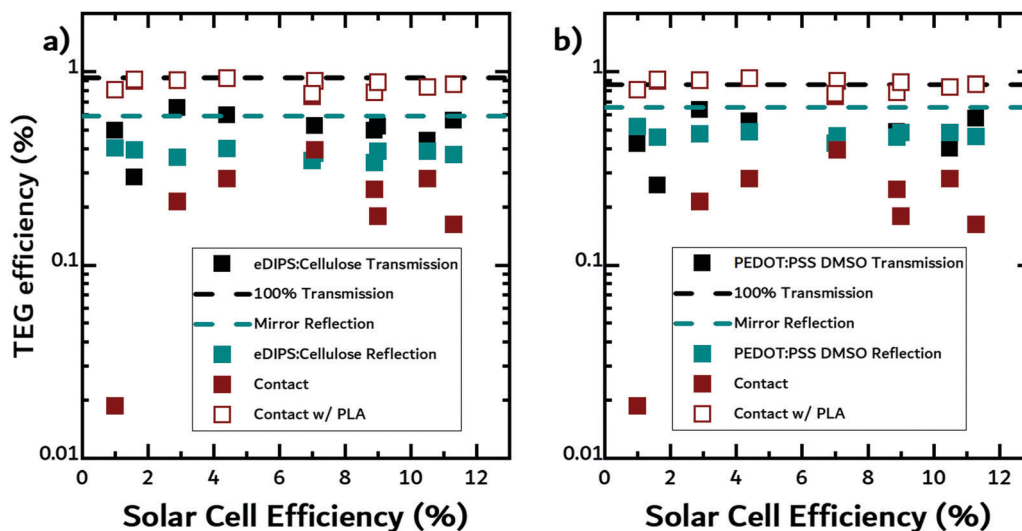 a)
TEG efficiency (%)
1
0.1
0.01
eDIPS:Cellulose Transmission
100% Transmission
Mirror Reflection
eDIPS:Cellulose Reflection
Contact
Contact w/ PLA
0 2 4 6 8 10 12
Solar Cell Efficiency (%)
b)
1
0.1
0.01
PEDOT:PSS DMSO Transmission
100% Transmission
Mirror Reflection
PEDOT:PSS DMSO Reflection
Contact
Contact w/ PLA
0 2 4 6 8 10 12
Solar Cell Efficiency (%)